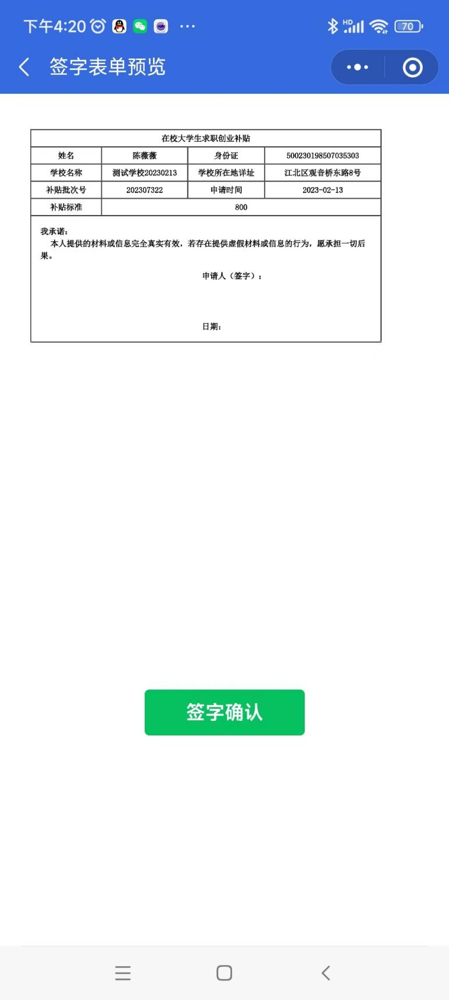 下午4:20
HD
70
签字表单预览
在校大学生求职创业补贴
姓名 陈薇薇 身份证 500230198507035303
学校名称 测试学校20230213 学校所在地详址 江北区观音桥东路8号
补贴批次号 202307322 申请时间 2023-02-13
补贴标准 800
我承诺：
本人提供的材料或信息完全真实有效，若存在提供虚假材料或信息的行为，愿承担一切后
果。
申请人（签字）：
日期：
签字确认